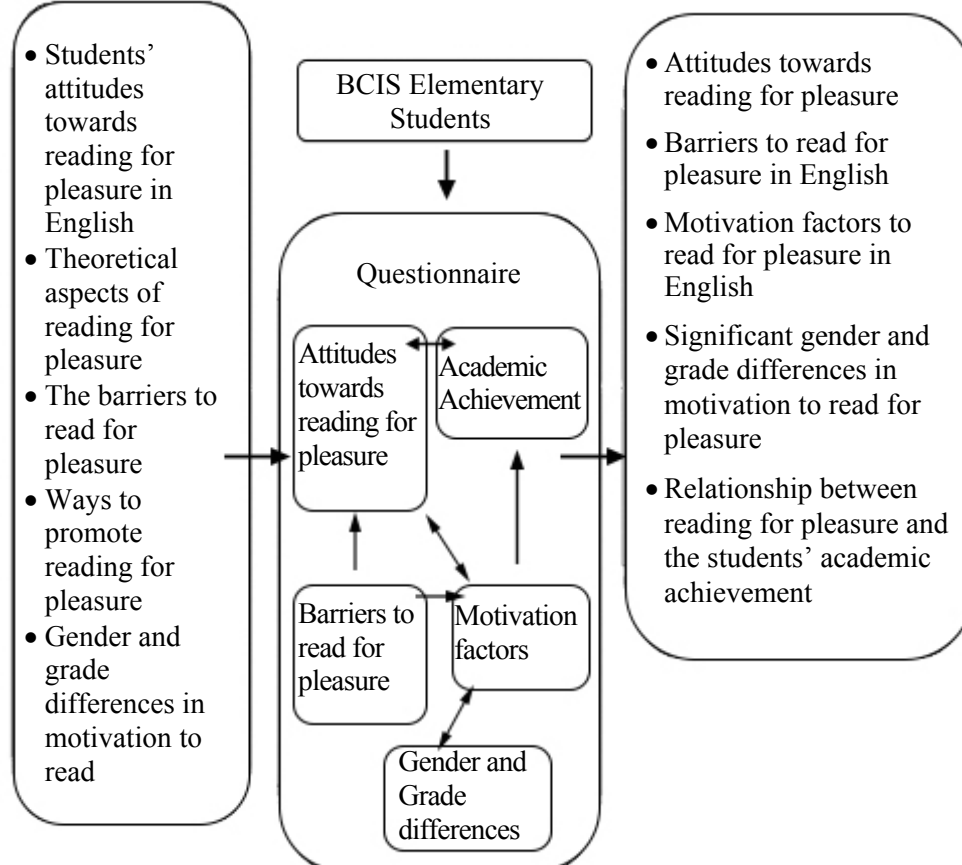 • Students’
attitudes
towards
reading for
pleasure in
English
• Theoretical
aspects of
reading for
pleasure
• The barriers to
read for
pleasure
• Ways to
promote
reading for
pleasure
• Gender and
grade
differences in
motivation to
read
BCIS Elementary
Students
Questionnaire
Attitudes
towards
reading for
pleasure
Academic
Achievement
Barriers to
read for
pleasure
Motivation
factors
Gender and
Grade
differences
• Attitudes towards
reading for pleasure
• Barriers to read for
pleasure in English
• Motivation factors to
read for pleasure in
English
• Significant gender and
grade differences in
motivation to read for
pleasure
• Relationship between
reading for pleasure and
the students’ academic
achievement